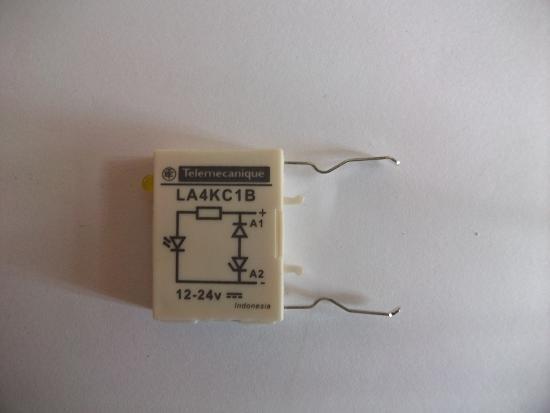 Telemecanique
LA4KC1B
+
A1
A2
-
12-24v ⎓
Indonesia